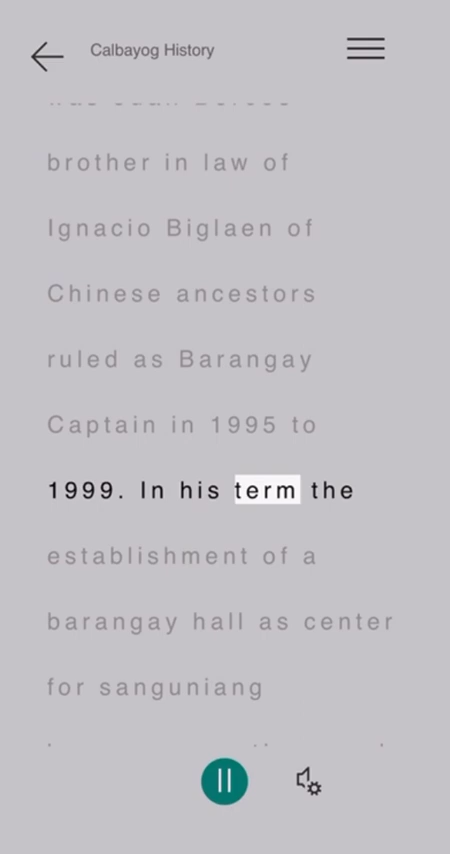 Calbayog History
brother in law of
Ignacio Biglaen of
Chinese ancestors
ruled as Barangay
Captain in 1995 to
1999. In his term the
establishment of a
barangay hall as center
for sanguniang